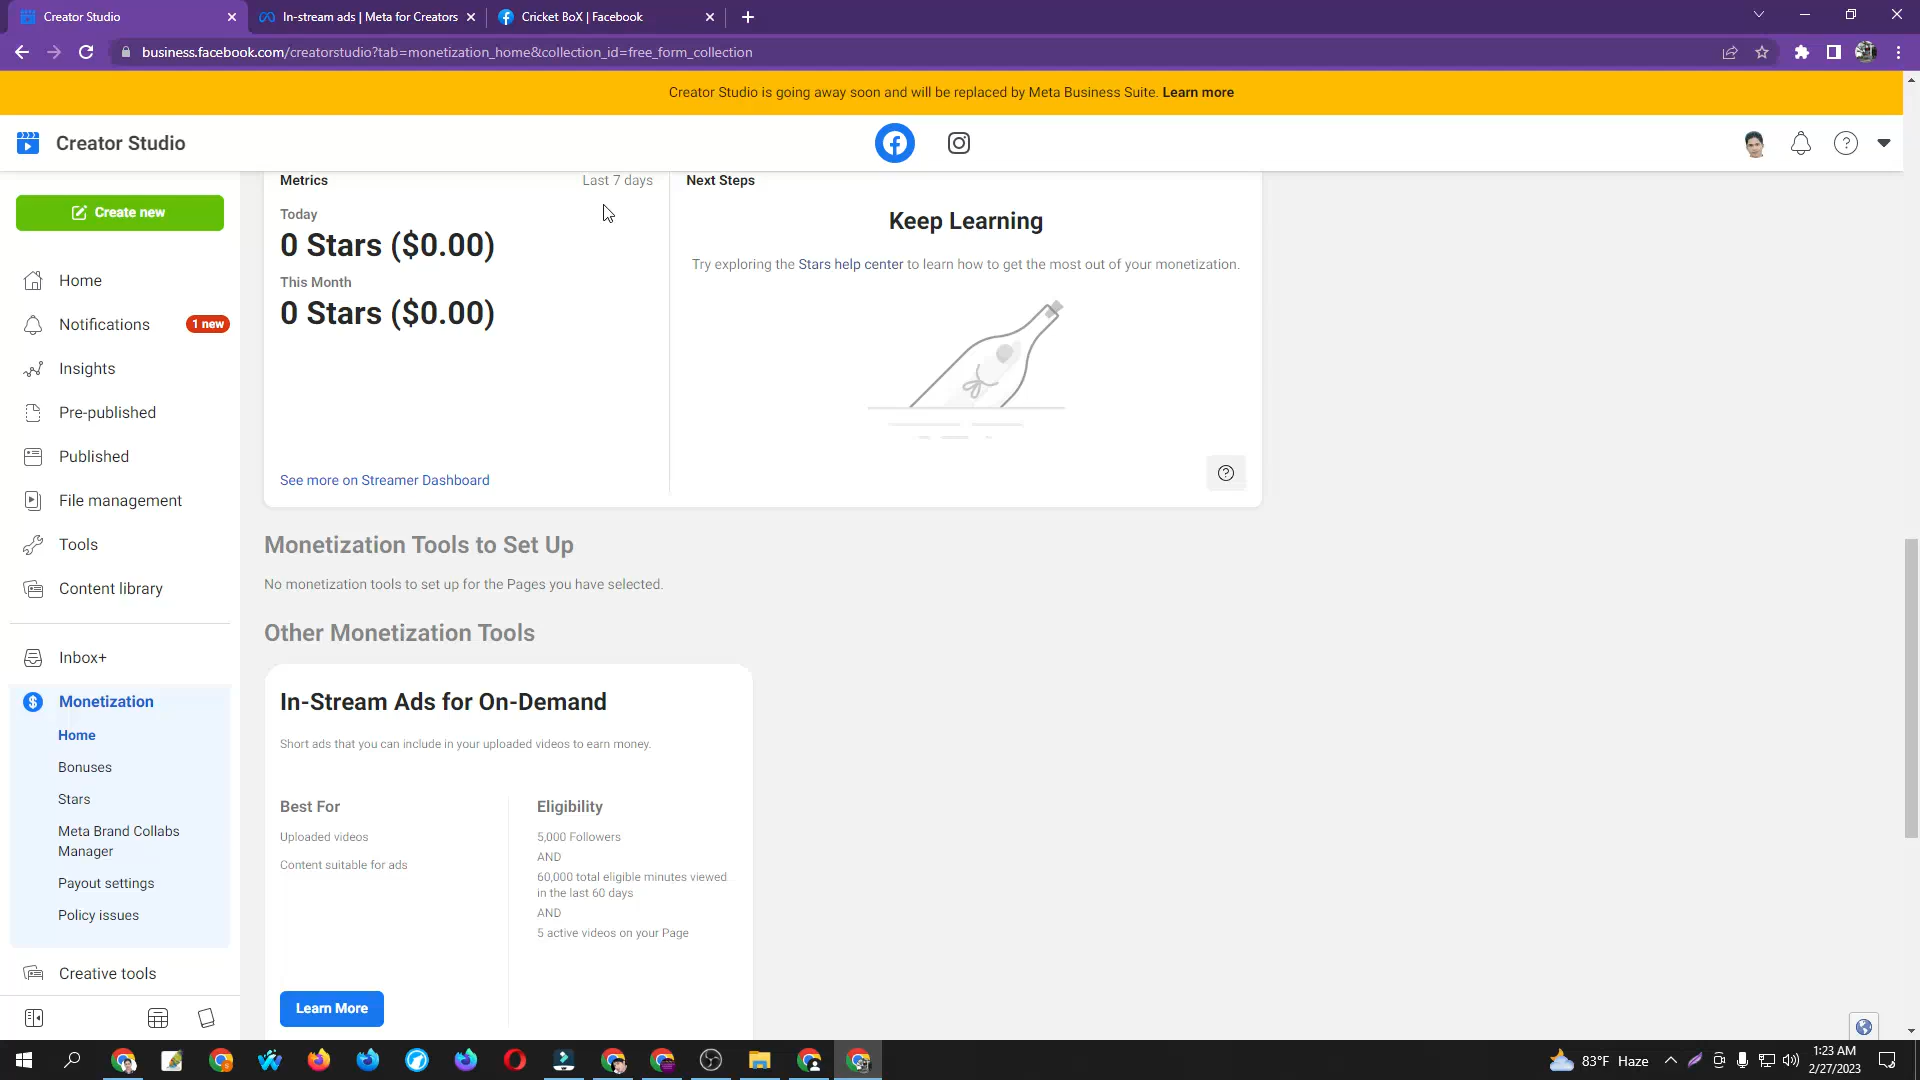 Creator Studio
In-stream ads | Meta for Creators
Cricket BoX | Facebook
business.facebook.com/creatorstudio?tab=monetization_home&collection_id=free_form_collection
Creator Studio is going away soon and will be replaced by Meta Business Suite. Learn more
Creator Studio
Create new
Home
Notifications
1 new
Insights
Pre-published
Published
File management
Tools
Content library
Inbox+
Monetization
Home
Bonuses
Stars
Meta Brand Collabs
Manager
Payout settings
Policy issues
Creative tools
Metrics
Last 7 days
Today
0 Stars ($0.00)
This Month
0 Stars ($0.00)
See more on Streamer Dashboard
Next Steps
Keep Learning
Try exploring the Stars help center to learn how to get the most out of your monetization.
Monetization Tools to Set Up
No monetization tools to set up for the Pages you have selected.
Other Monetization Tools
In-Stream Ads for On-Demand
Short ads that you can include in your uploaded videos to earn money.
Best For
Uploaded videos
Content suitable for ads
Eligibility
5,000 Followers
AND
60,000 total eligible minutes viewed
in the last 60 days
AND
5 active videos on your Page
Learn More
83°F Haze
1:23 AM
2/27/2023